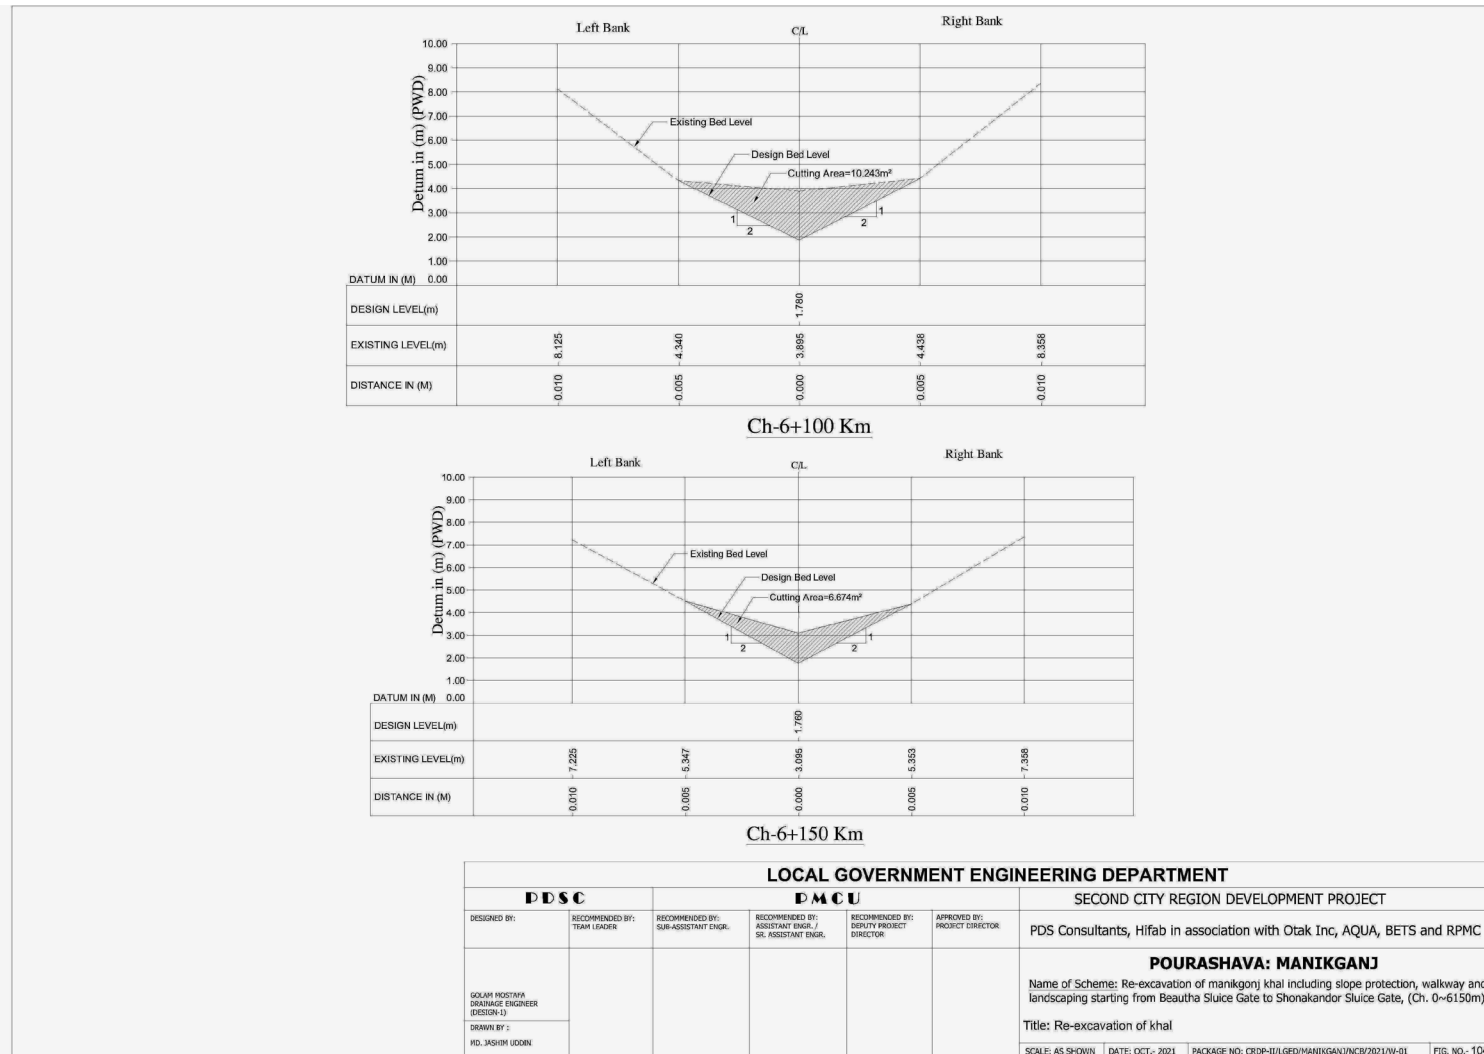 Left Bank
C/L
Right Bank
Detum in (m) (PWD)
10.00
9.00
8.00
7.00
6.00
5.00
4.00
3.00
2.00
1.00
DATUM IN (M) 0.00
Existing Bed Level
Design Bed Level
Cutting Area=10.243m²
1
2
1
2
DESIGN LEVEL(m) 1.780
EXISTING LEVEL(m) 8.125 4.340 3.895 4.438 8.358
DISTANCE IN (M) 0.010 0.005 0.000 0.005 0.010
Ch-6+100 Km
Left Bank
C/L
Right Bank
Detum in (m) (PWD)
10.00
9.00
8.00
7.00
6.00
5.00
4.00
3.00
2.00
1.00
DATUM IN (M) 0.00
Existing Bed Level
Design Bed Level
Cutting Area=6.674m²
1
2
1
2
DESIGN LEVEL(m) 1.760
EXISTING LEVEL(m) 7.225 5.347 3.095 5.353 7.358
DISTANCE IN (M) 0.010 0.005 0.000 0.005 0.010
Ch-6+150 Km
LOCAL GOVERNMENT ENGINEERING DEPARTMENT
PDSC
PMCU
SECOND CITY REGION DEVELOPMENT PROJECT
DESIGNED BY:
RECOMMENDED BY:
TEAM LEADER
RECOMMENDED BY:
SUB-ASSISTANT ENGR.
RECOMMENDED BY:
ASSISTANT ENGR. /
SR. ASSISTANT ENGR.
RECOMMENDED BY:
DEPUTY PROJECT
DIRECTOR
APPROVED BY:
PROJECT DIRECTOR
PDS Consultants, Hifab in association with Otak Inc, AQUA, BETS and RPMC
POURASHAVA: MANIKGANJ
Name of Scheme: Re-excavation of manikgonj khal including slope protection, walkway and
landscaping starting from Beautha Sluice Gate to Shonakandor Sluice Gate, (Ch. 0~6150m)
GOLAM MOSTAFA
DRAINAGE ENGINEER
(DESIGN-1)
DRAWN BY :
MD. JASHIM UDDIN
Title: Re-excavation of khal
SCALE: AS SHOWN
DATE: OCT.- 2021
PACKAGE NO: CRDP-II/LGED/MANIKGANJ/NCB/2021/W-01
FIG. NO.-